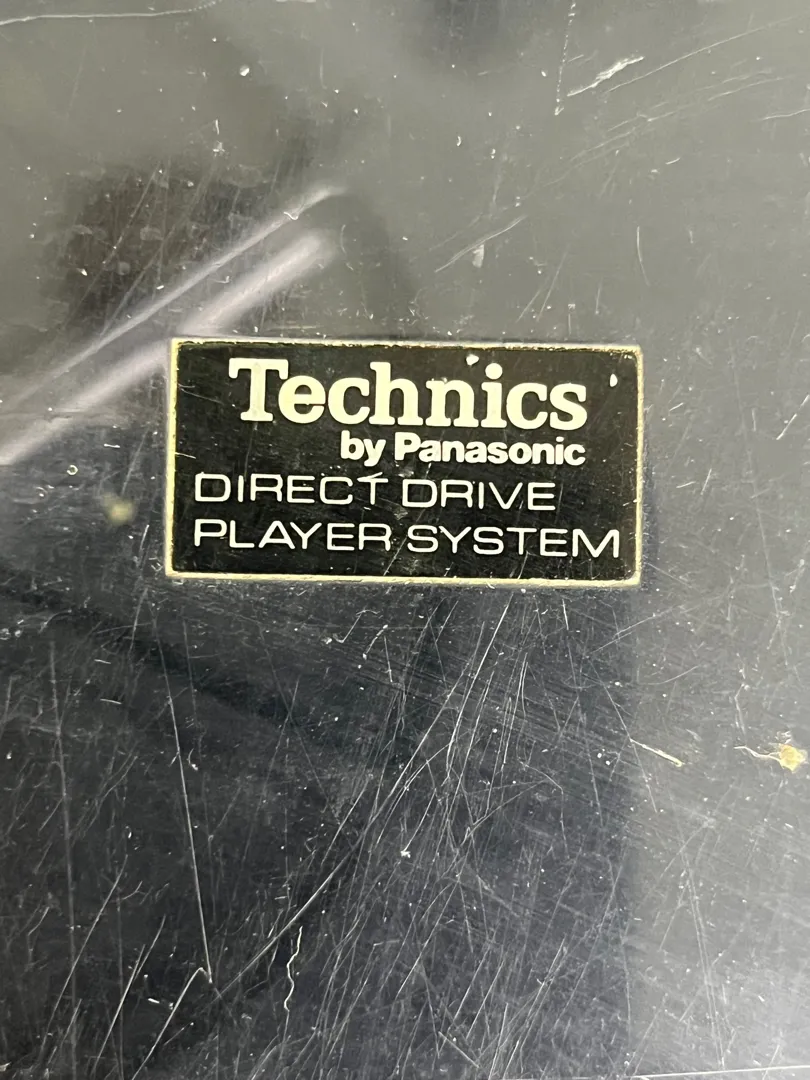 Technics
by Panasonic
DIRECT DRIVE
PLAYER SYSTEM